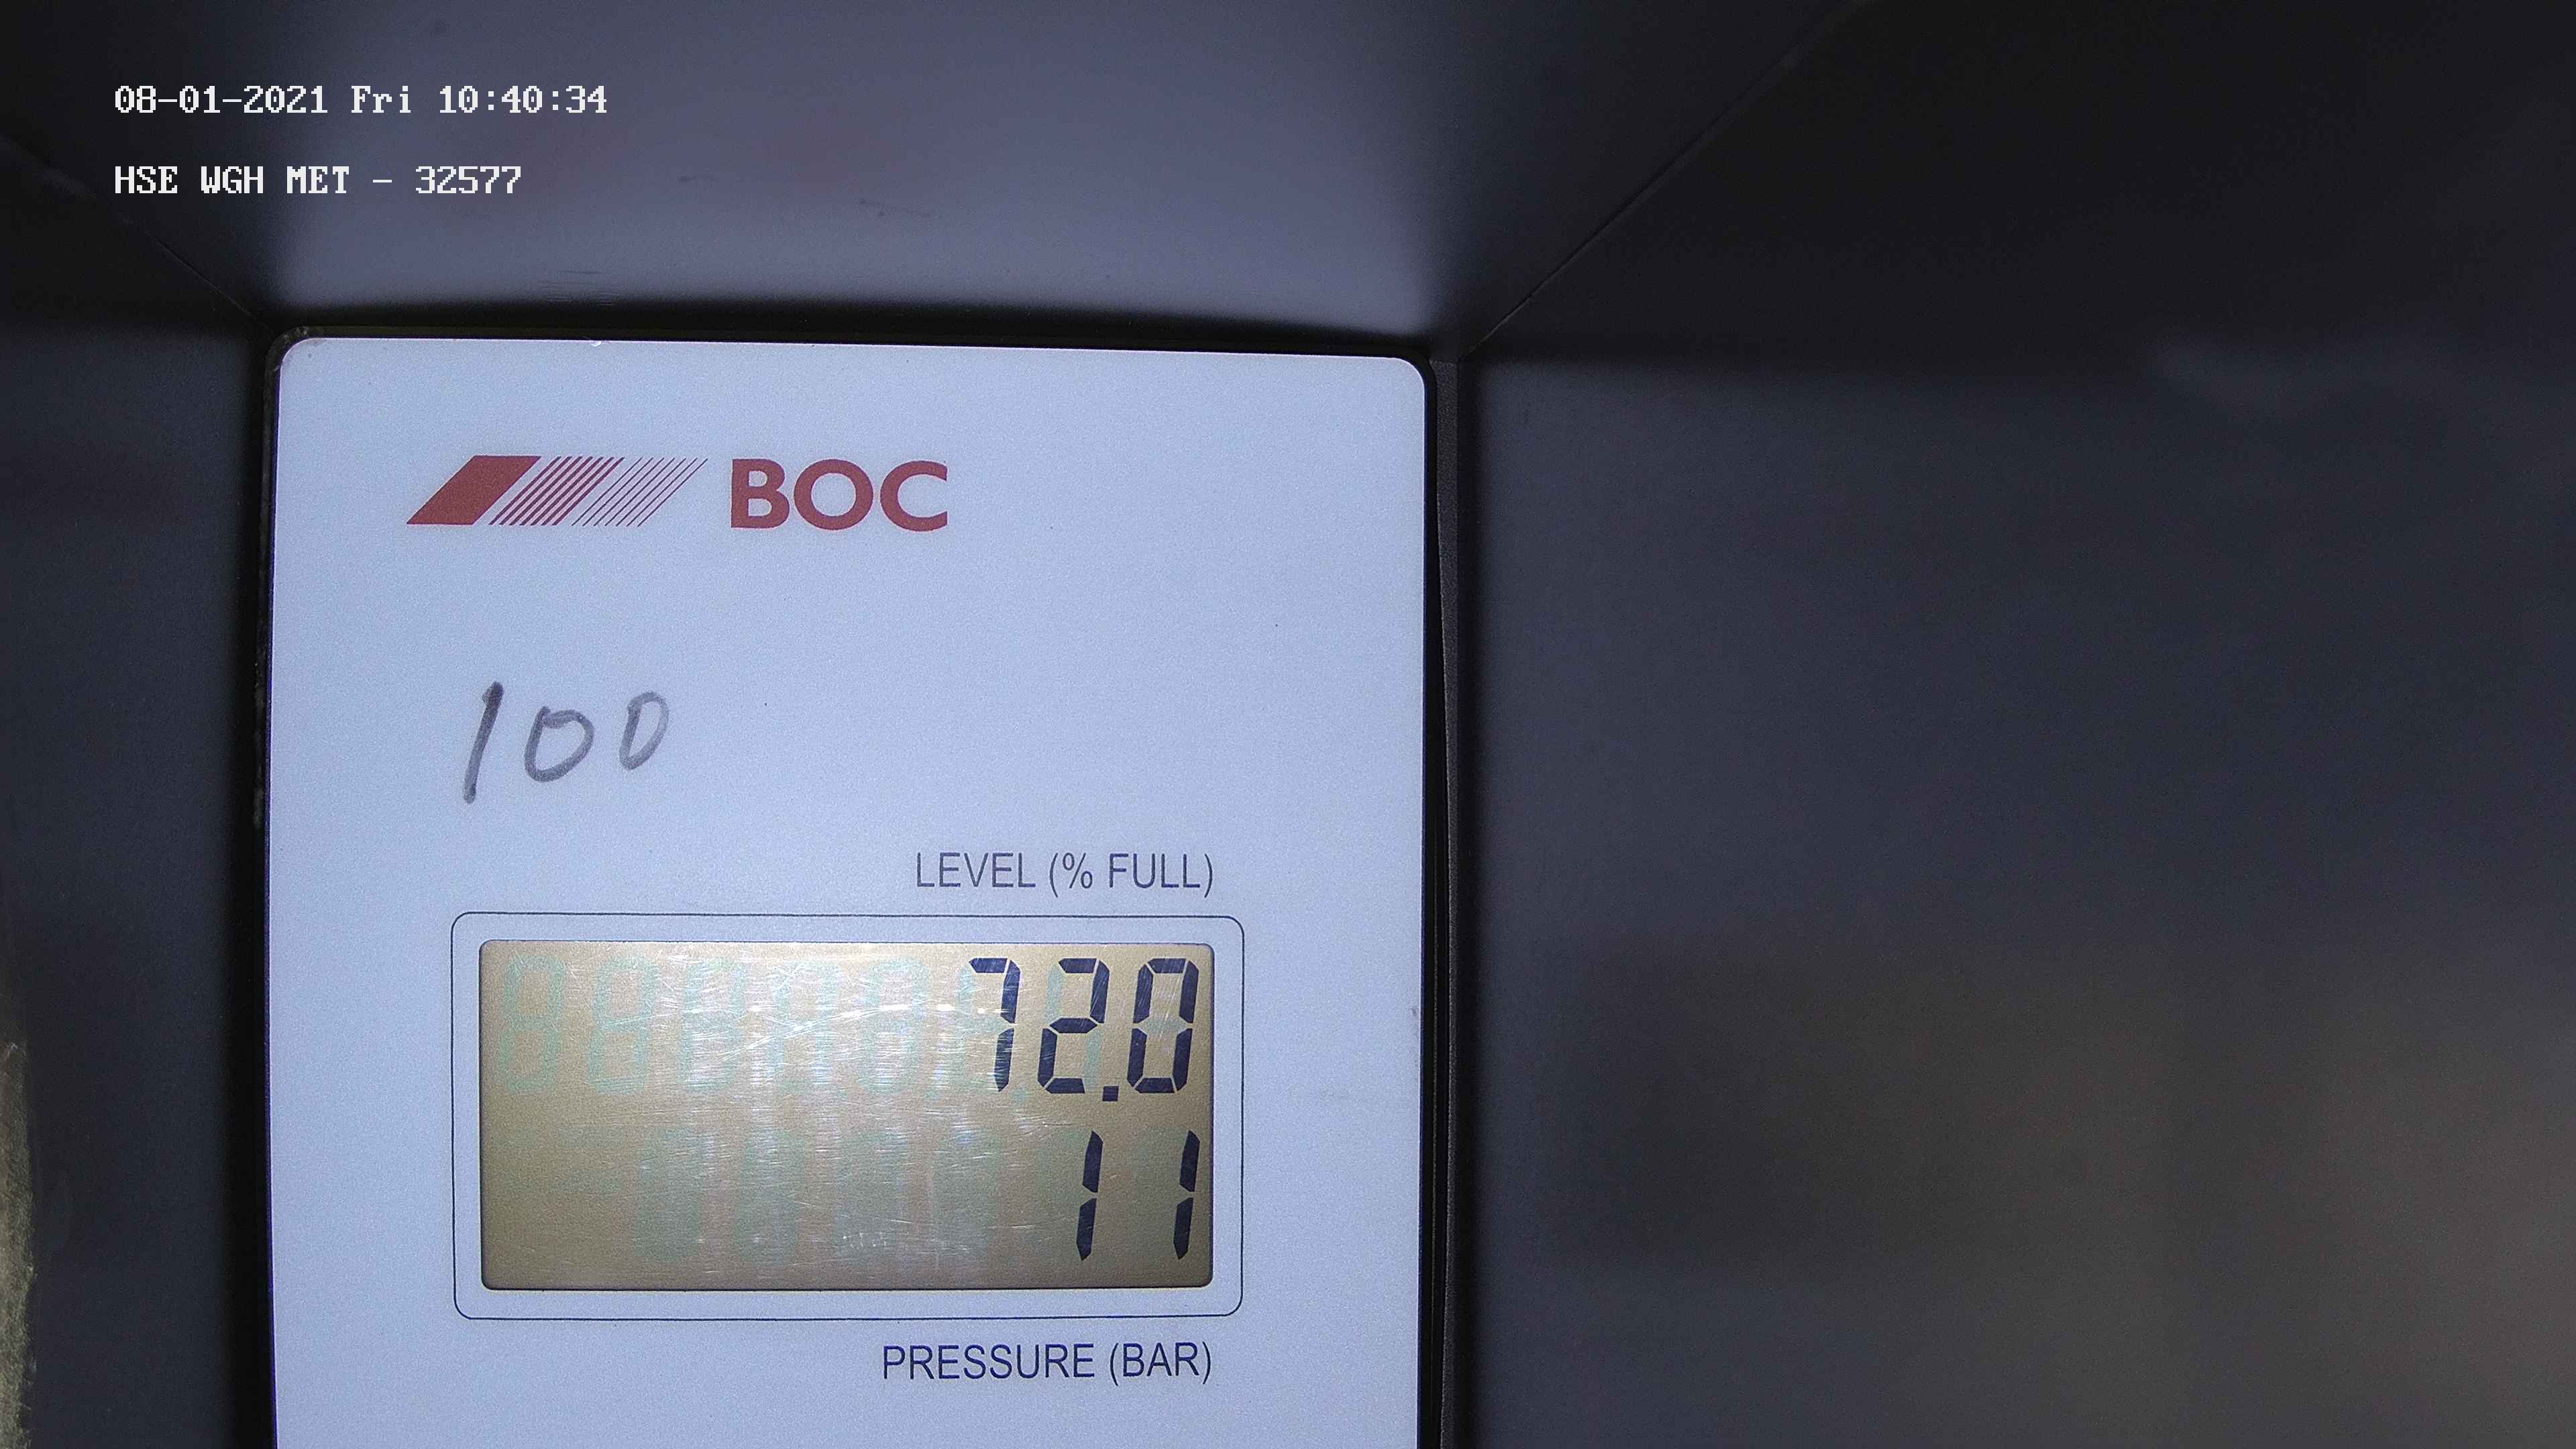 08-01-2021 Fri 10:40:34
HSE WGH MET - 32577
BOC
100
LEVEL (% FULL)
72.0
11
PRESSURE (BAR)